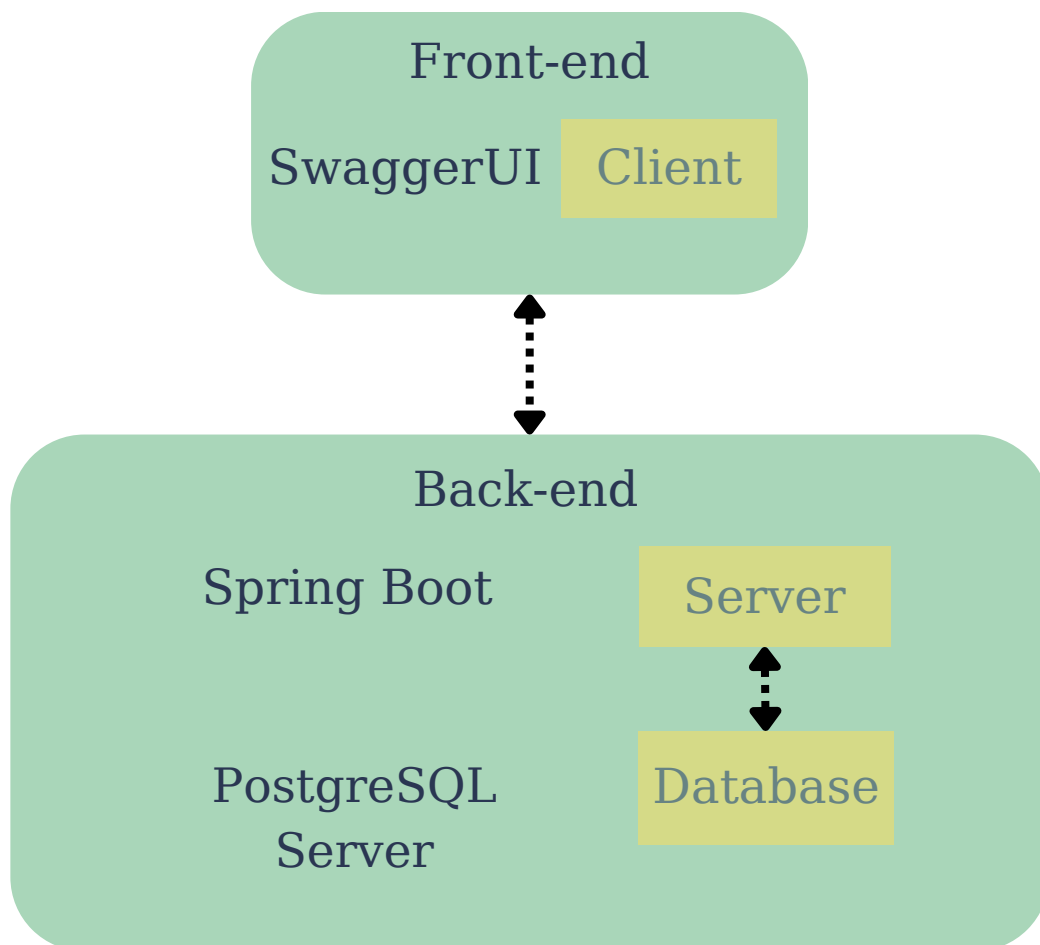 Front-end
SwaggerUI Client
Back-end
Spring Boot Server
PostgreSQL Database
Server